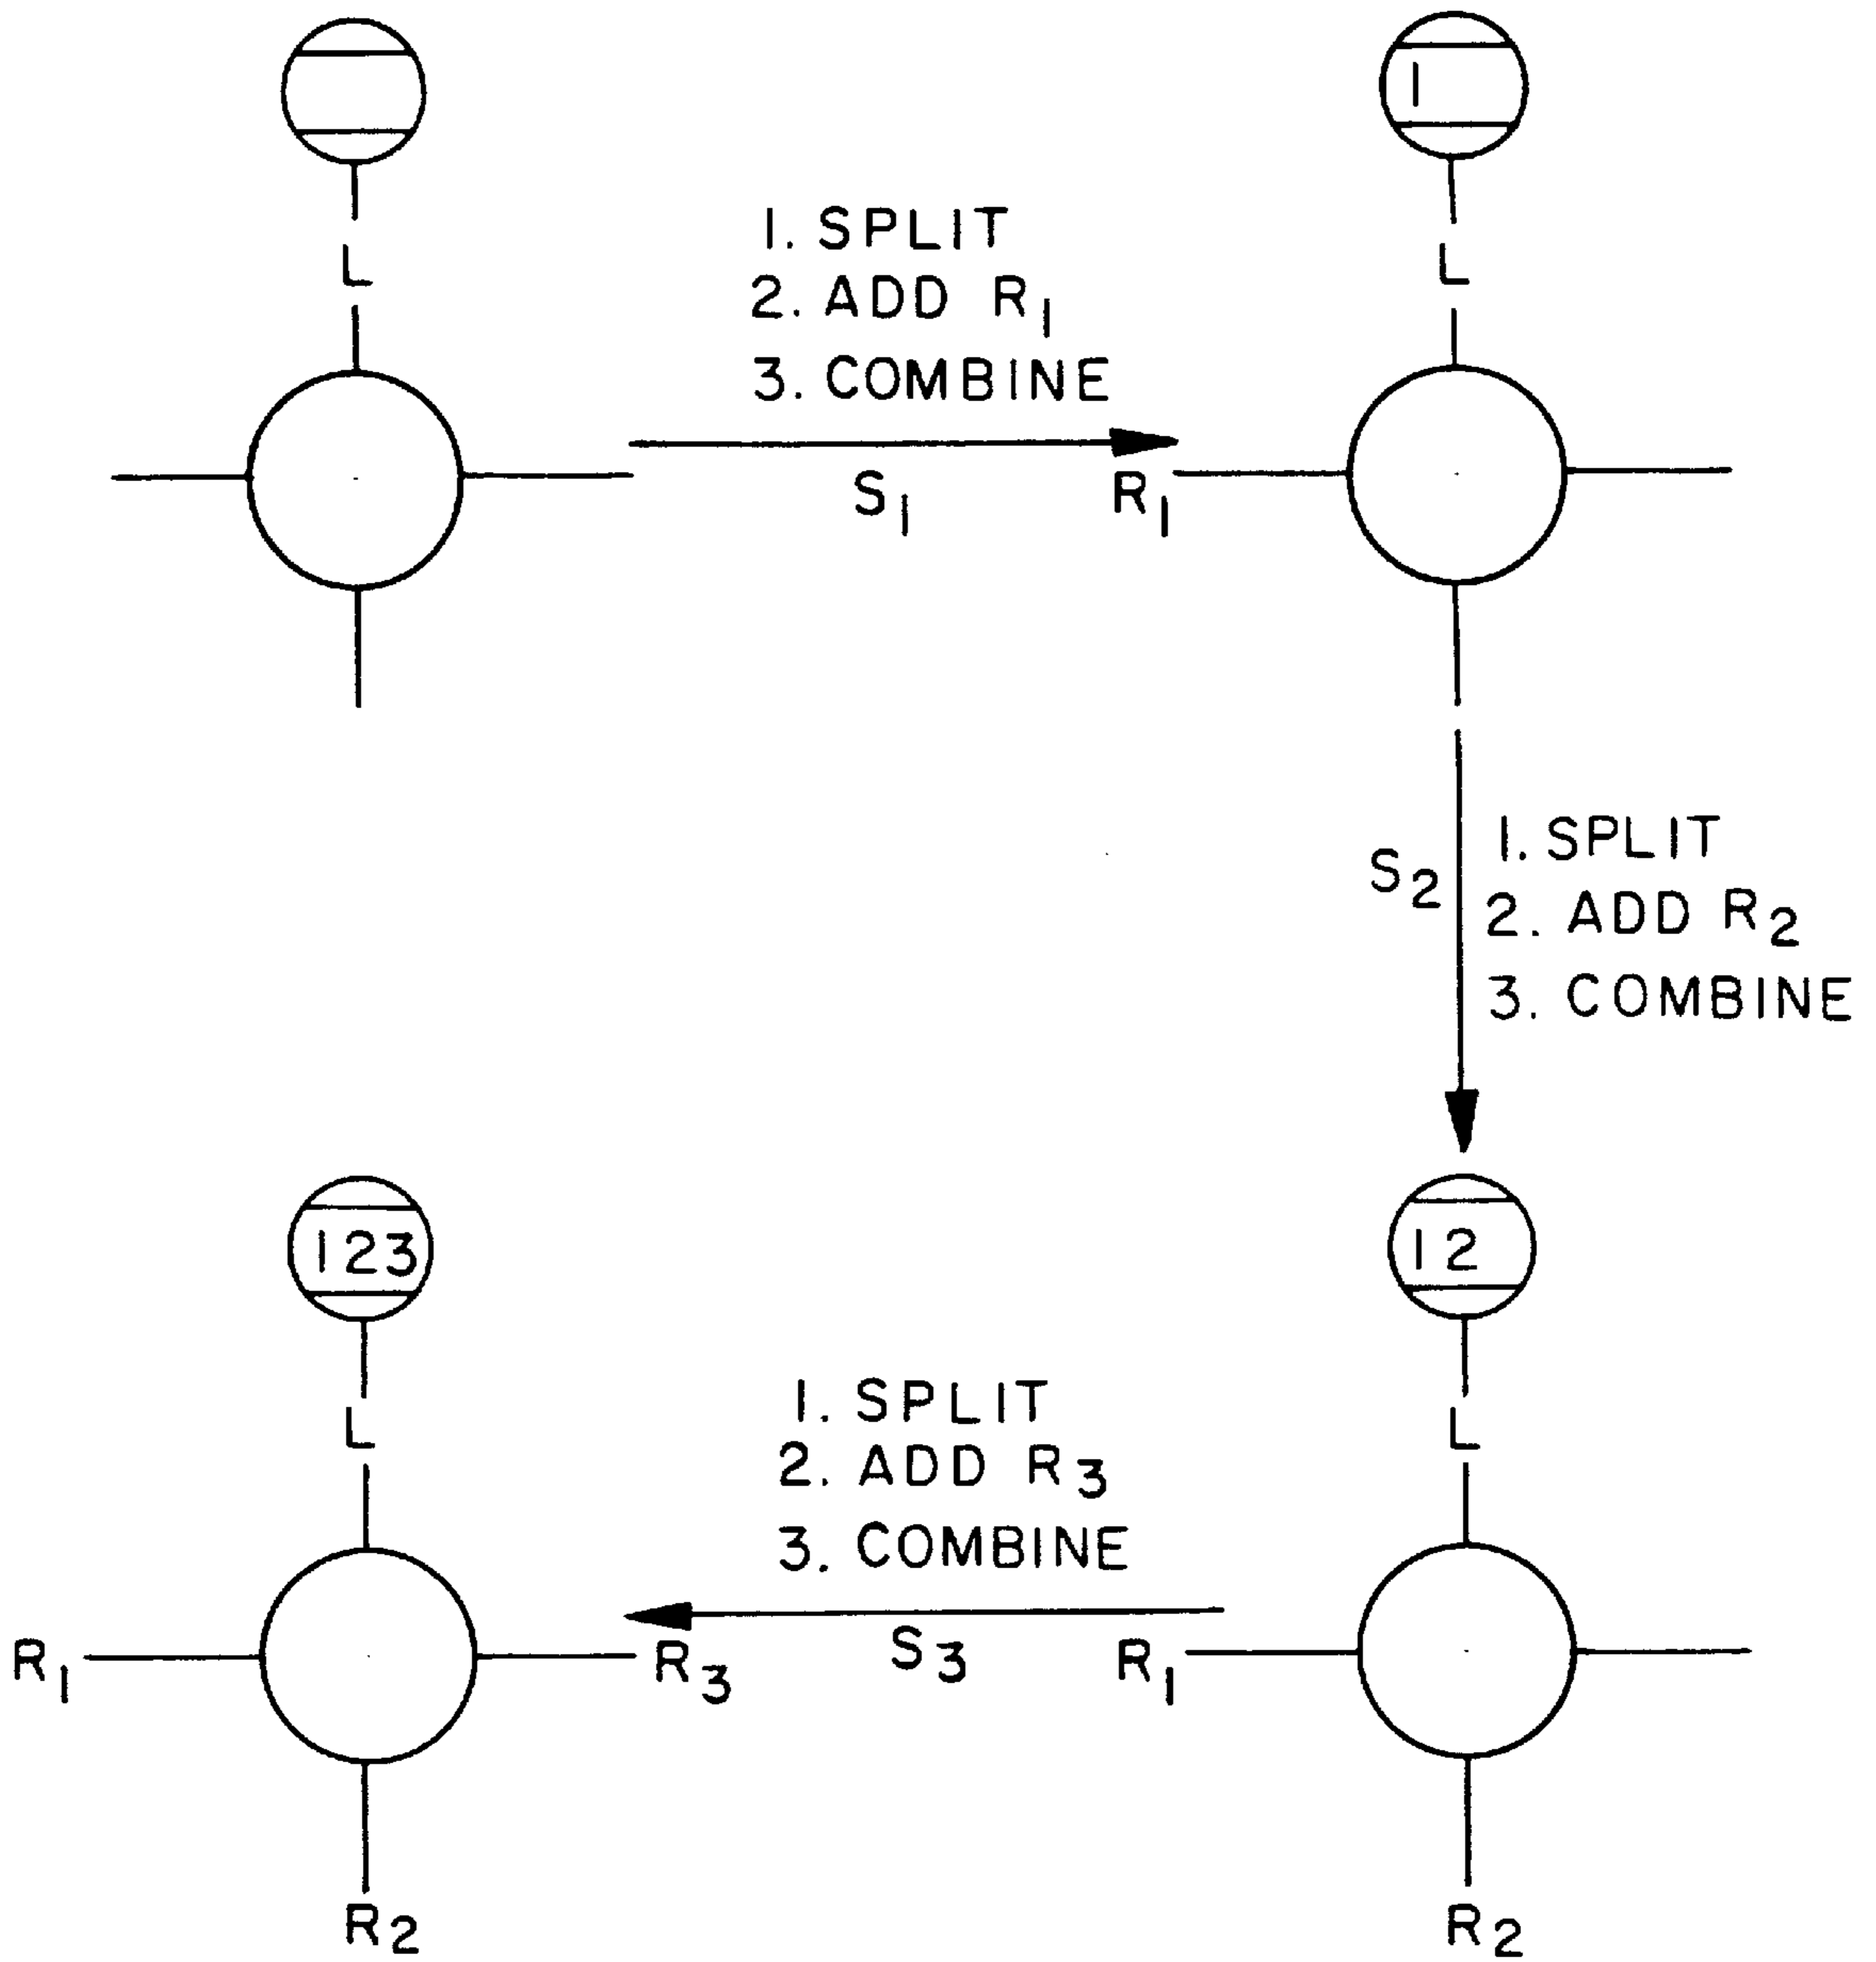 1
L
L
1. SPLIT
2. ADD R1
3. COMBINE
S1
R1
S2
1. SPLIT
2. ADD R2
3. COMBINE
123
12
L
L
1. SPLIT
2. ADD R3
3. COMBINE
R1
R3
S3
R1
R2
R2